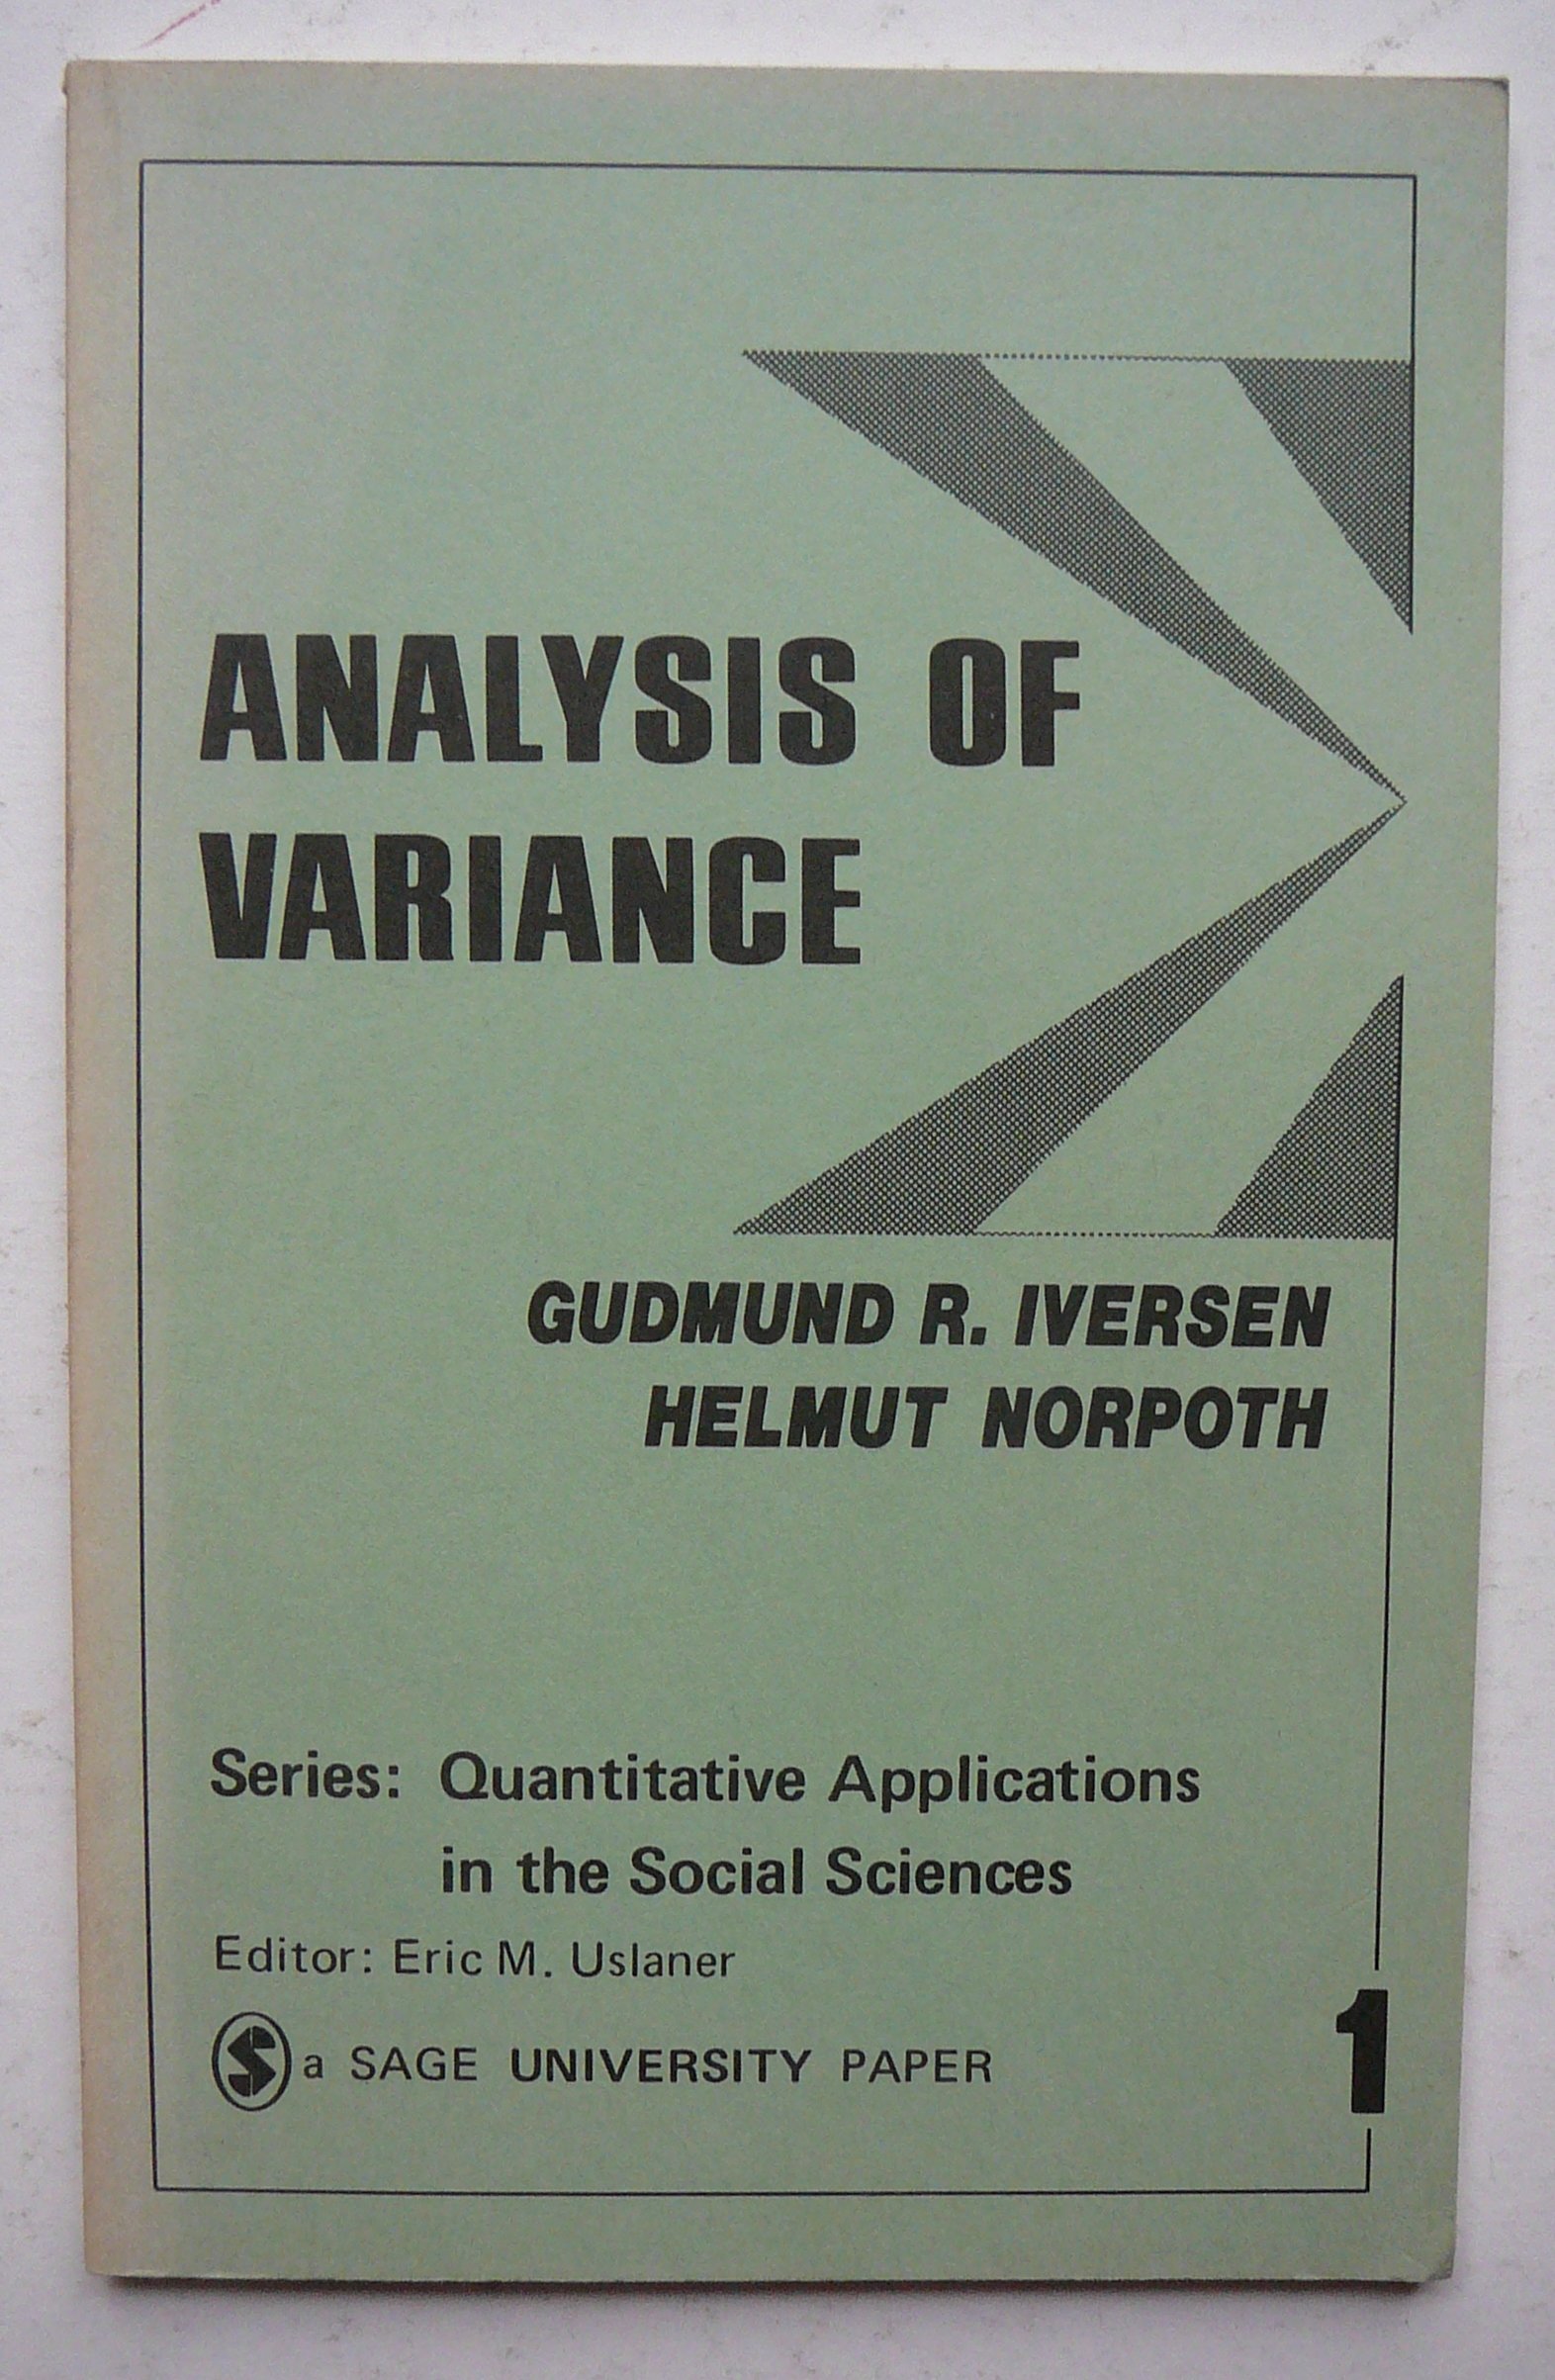 ANALYSIS OF
VARIANCE
GUDMUND R. IVERSEN
HELMUT NORPOTH
Series: Quantitative Applications
in the Social Sciences
Editor: Eric M. Uslaner
S a SAGE UNIVERSITY PAPER
1